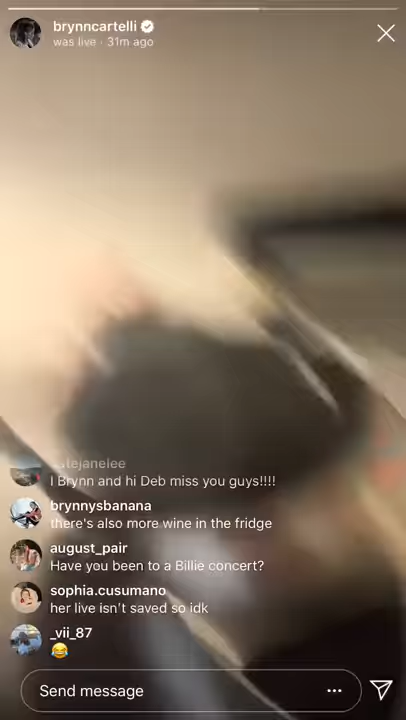 brynncartelli
was live · 31m ago
I Brynn and hi Deb miss you guys!!!!
brynnysbanana
there's also more wine in the fridge
august_pair
Have you been to a Billie concert?
sophia.cusumano
her live isn't saved so idk
_vii_87
😂
Send message